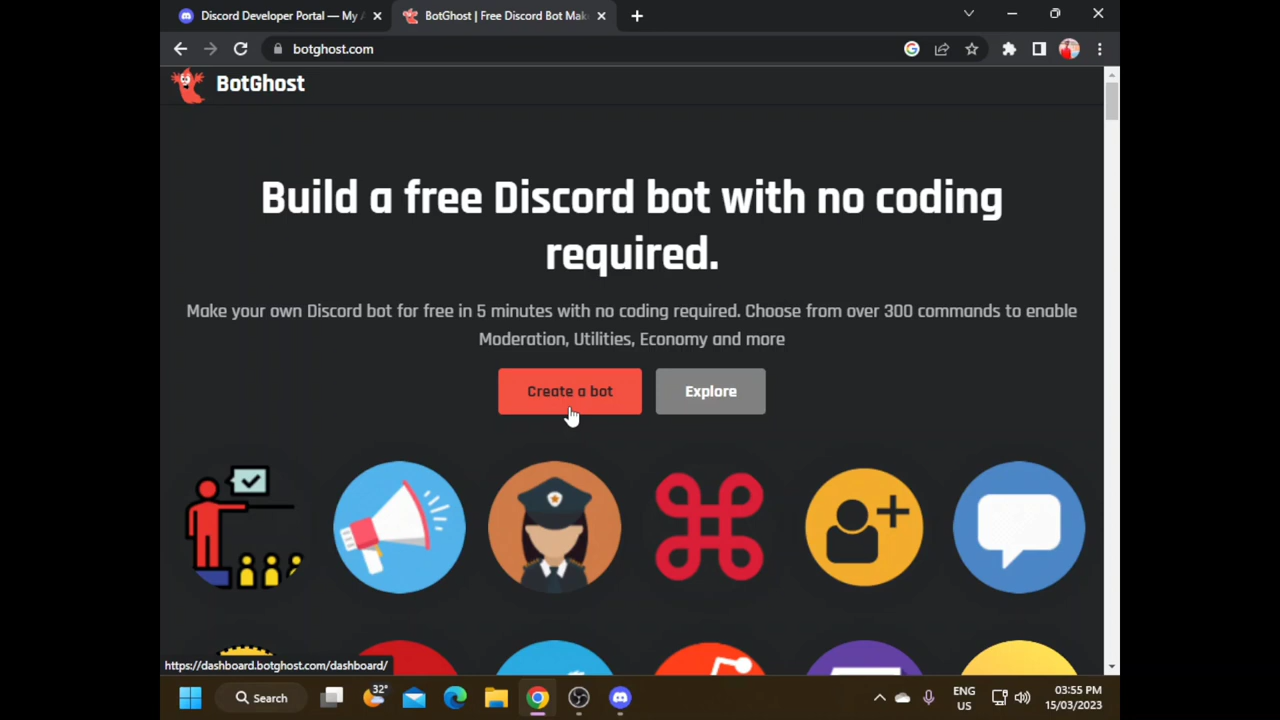 Discord Developer Portal — My A
BotGhost | Free Discord Bot Mak
botghost.com
BotGhost
Build a free Discord bot with no coding
required.
Make your own Discord bot for free in 5 minutes with no coding required. Choose from over 300 commands to enable
Moderation, Utilities, Economy and more
Create a bot
Explore
https://dashboard.botghost.com/dashboard/
Search
32°
ENG
US
03:55 PM
15/03/2023